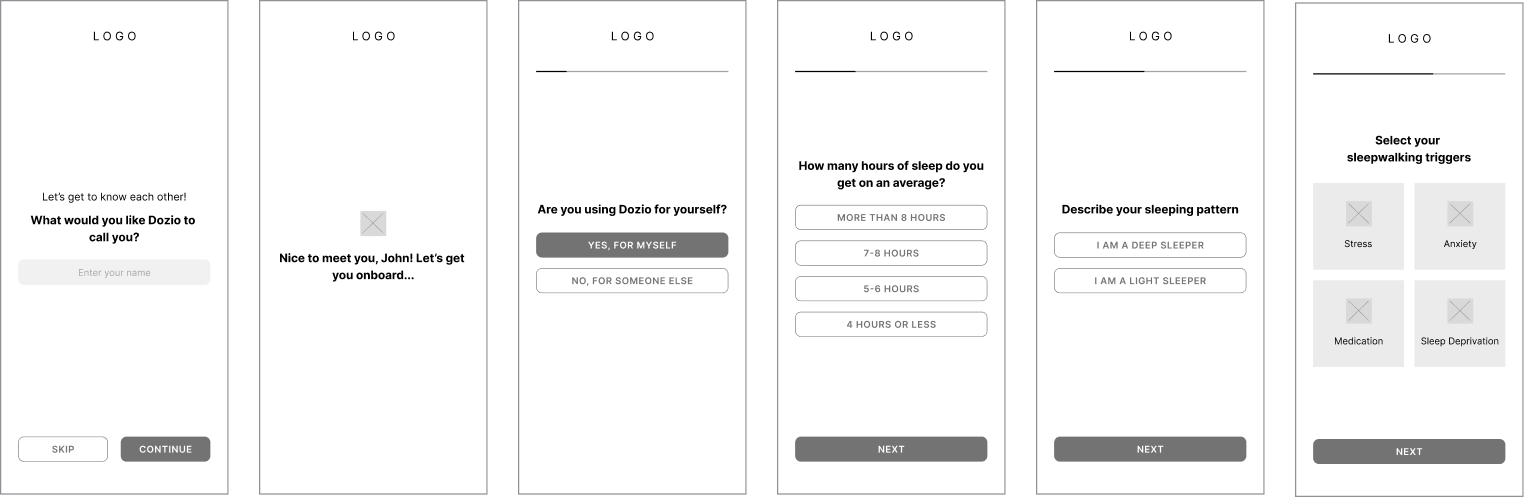 LOGO
Let's get to know each other!
What would you like Dozio to
call you?
Enter your name
SKIP
CONTINUE
LOGO
Nice to meet you, John! Let's get
you onboard...
LOGO
Are you using Dozio for yourself?
YES, FOR MYSELF
NO, FOR SOMEONE ELSE
LOGO
How many hours of sleep do you
get on an average?
MORE THAN 8 HOURS
7-8 HOURS
5-6 HOURS
4 HOURS OR LESS
NEXT
LOGO
Describe your sleeping pattern
I AM A DEEP SLEEPER
I AM A LIGHT SLEEPER
NEXT
LOGO
Select your
sleepwalking triggers
Stress
Anxiety
Medication
Sleep Deprivation
NEXT